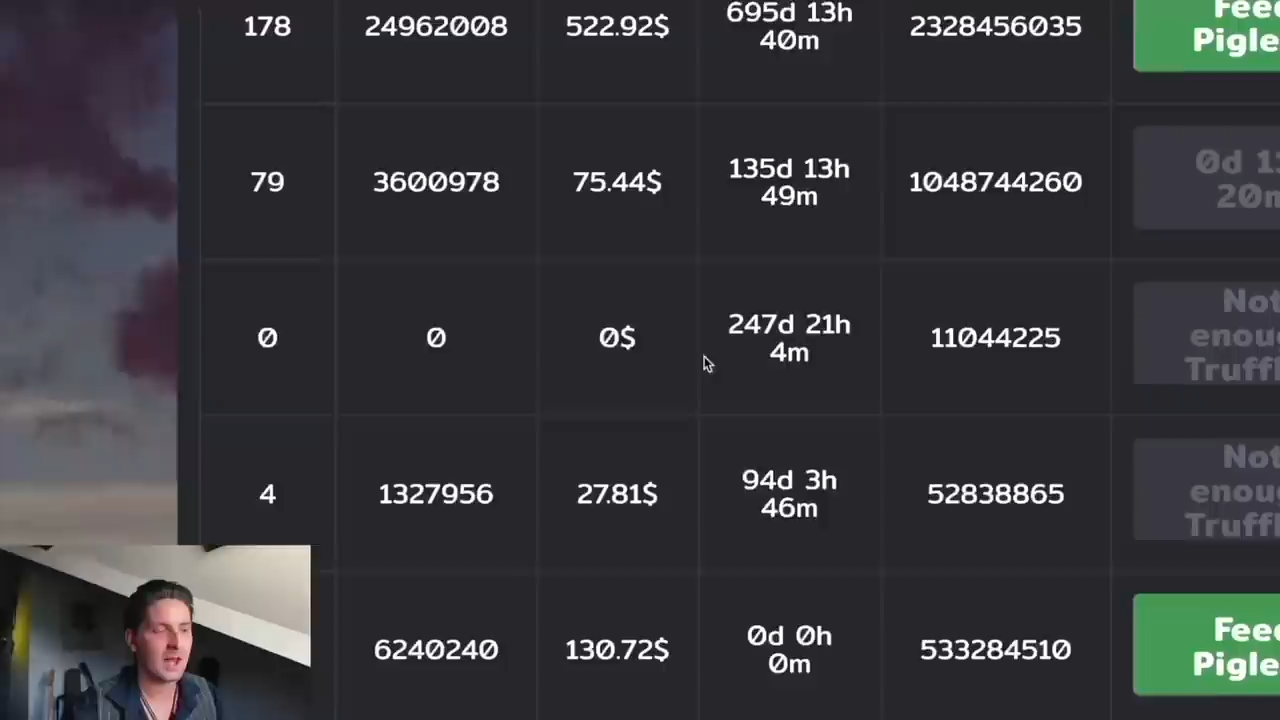 178 24962008 522.92$ 695d 13h 40m 2328456035 Feed Pigle
79 3600978 75.44$ 135d 13h 49m 1048744260 0d 1 20m
0 0 0$ 247d 21h 4m 11044225 Not enou Truffl
4 1327956 27.81$ 94d 3h 46m 52838865 Not enou Truffl
6240240 130.72$ 0d 0h 0m 533284510 Feed Pigle